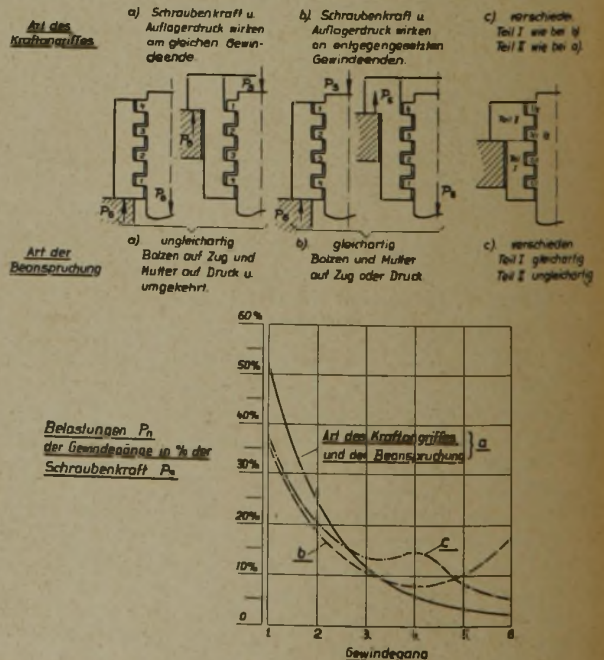 Art des
Kraftangriffes
a) Schraubenkraft u.
Auflagerdruck wirken
am gleichen Gewin-
deende.
b) Schraubenkraft u.
Auflagerdruck wirken
an entgegengesetzten
Gewindeenden.
c) verschieden
Teil I wie bei b)
Teil II wie bei a)
Art der
Beanspruchung
a) ungleichartig
Bolzen auf Zug und
Mutter auf Druck u.
umgekehrt.
b) gleichartig
Bolzen und Mutter
auf Zug oder Druck
c) verschieden
Teil I gleichartig
Teil II ungleichartig
Belastungen Pn
der Gewindegänge in % der
Schraubenkraft
60%
50%
40%
30%
20%
10%
0
Art des Kraftangriffes
und der Beanspruchung } a
b
c
1. 2. 3. 4. 5. 6.
Gewindegang